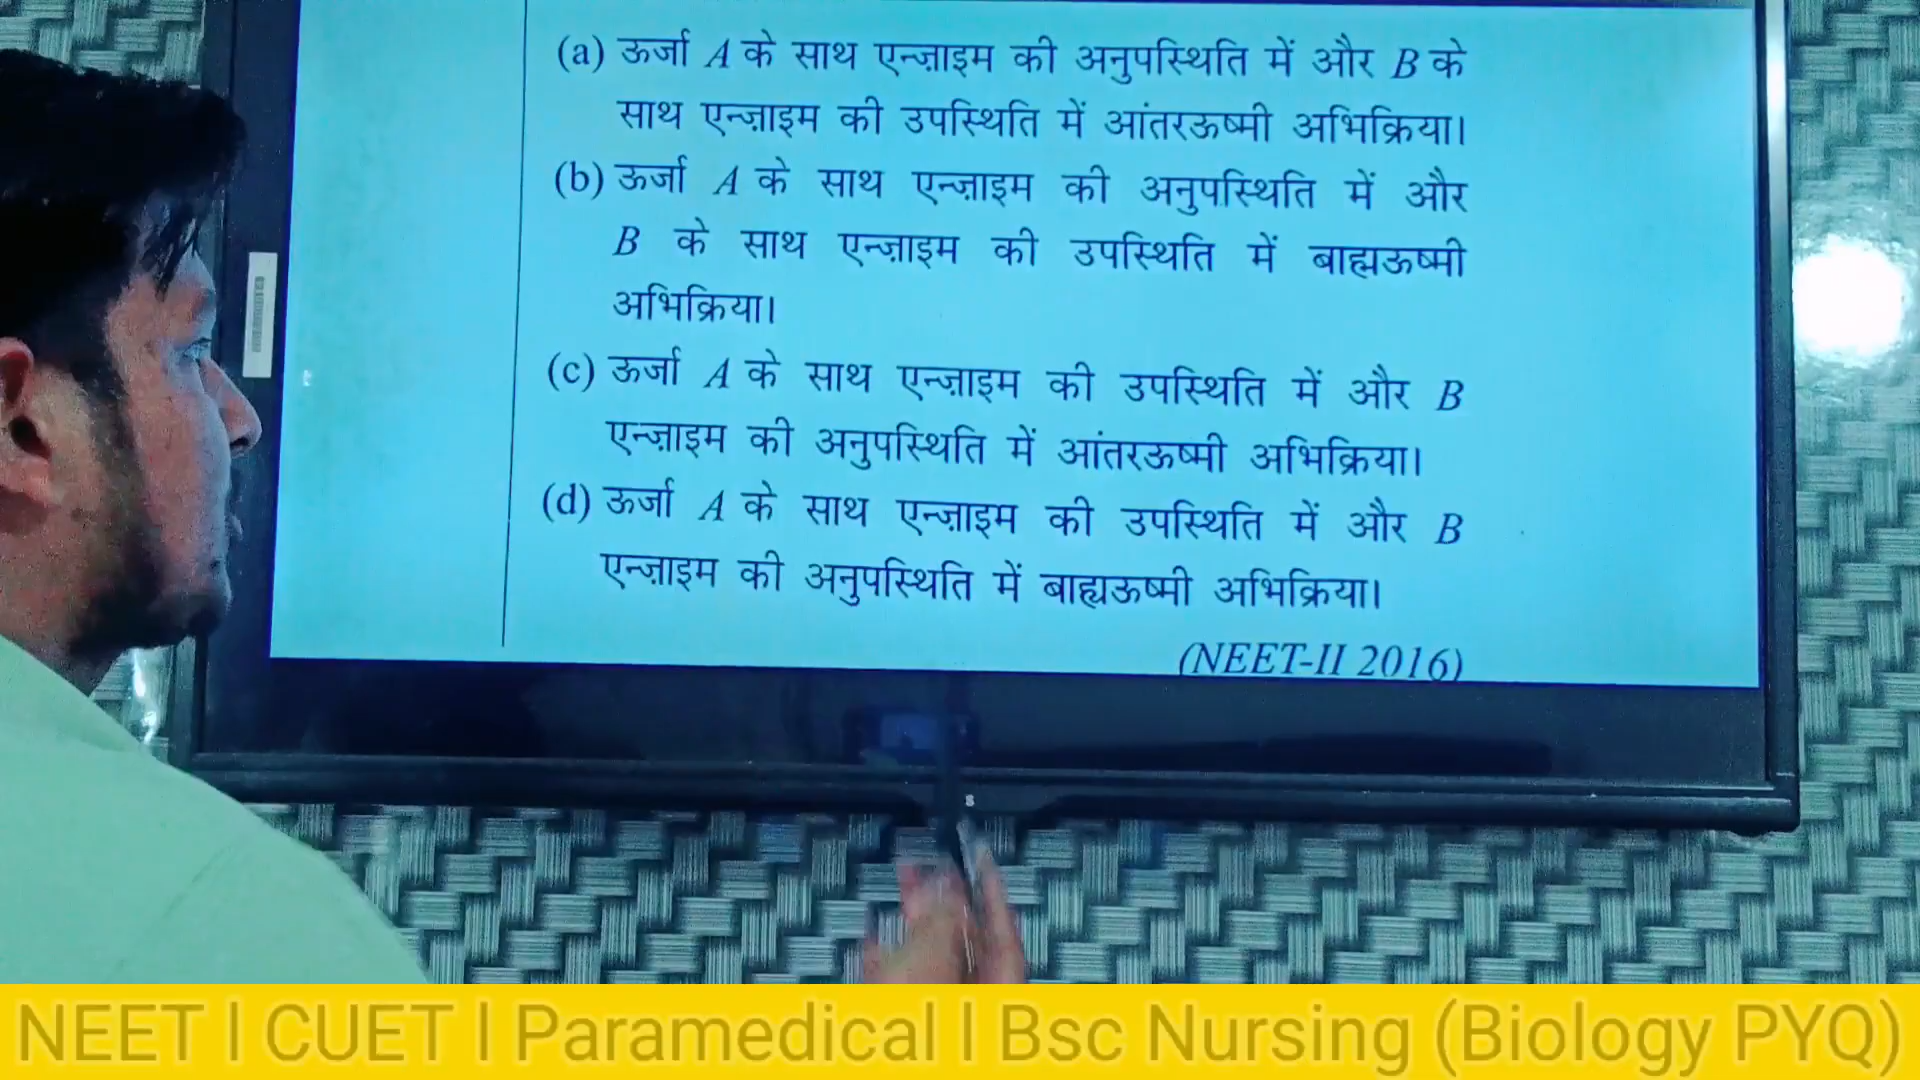 (a) ऊर्जा A के साथ एन्ज़ाइम की अनुपस्थिति में और B के
साथ एन्ज़ाइम की उपस्थिति में आंतरऊष्मी अभिक्रिया।
(b) ऊर्जा A के साथ एन्ज़ाइम की अनुपस्थिति में और
B के साथ एन्ज़ाइम की उपस्थिति में बाह्यऊष्मी
अभिक्रिया।
(c) ऊर्जा A के साथ एन्ज़ाइम की उपस्थिति में और B
एन्ज़ाइम की अनुपस्थिति में आंतरऊष्मी अभिक्रिया।
(d) ऊर्जा A के साथ एन्ज़ाइम की उपस्थिति में और B
एन्ज़ाइम की अनुपस्थिति में बाह्यऊष्मी अभिक्रिया।
(NEET-II 2016)
NEET l CUET l Paramedical l Bsc Nursing (Biology PYQ)